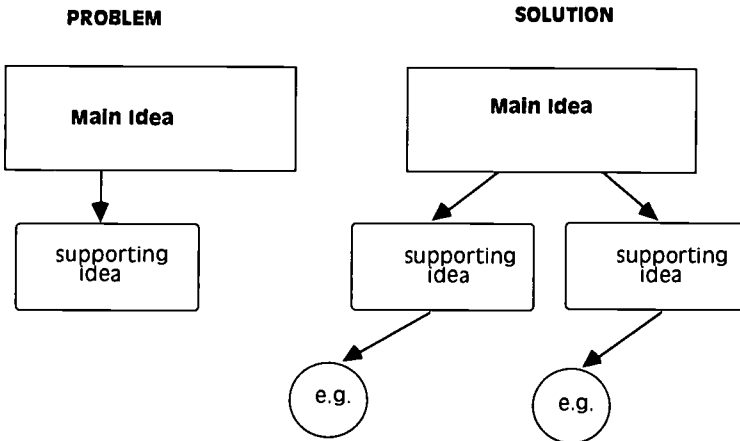 PROBLEM
SOLUTION
Main Idea
Main Idea
supporting
idea
supporting
idea
supporting
idea
e.g.
e.g.